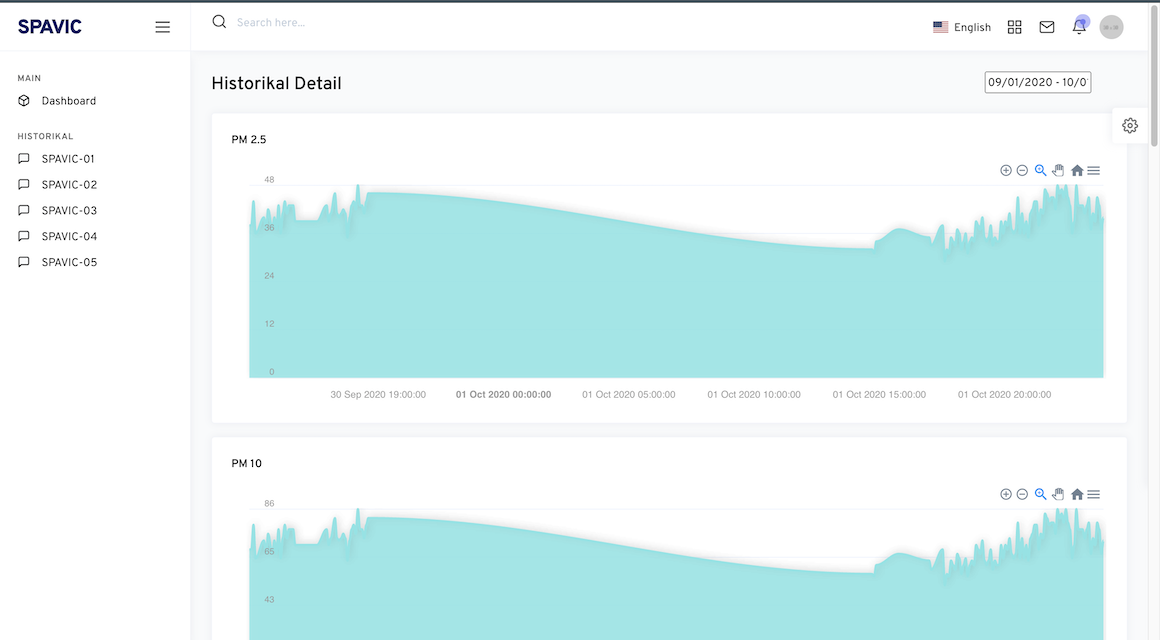 SPAVIC
Search here...
English
MAIN
Dashboard
HISTORIKAL
SPAVIC-01
SPAVIC-02
SPAVIC-03
SPAVIC-04
SPAVIC-05
Historikal Detail
09/01/2020 - 10/0
PM 2.5
48
36
24
12
0
30 Sep 2020 19:00:00 01 Oct 2020 00:00:00 01 Oct 2020 05:00:00 01 Oct 2020 10:00:00 01 Oct 2020 15:00:00 01 Oct 2020 20:00:00
PM 10
86
65
43